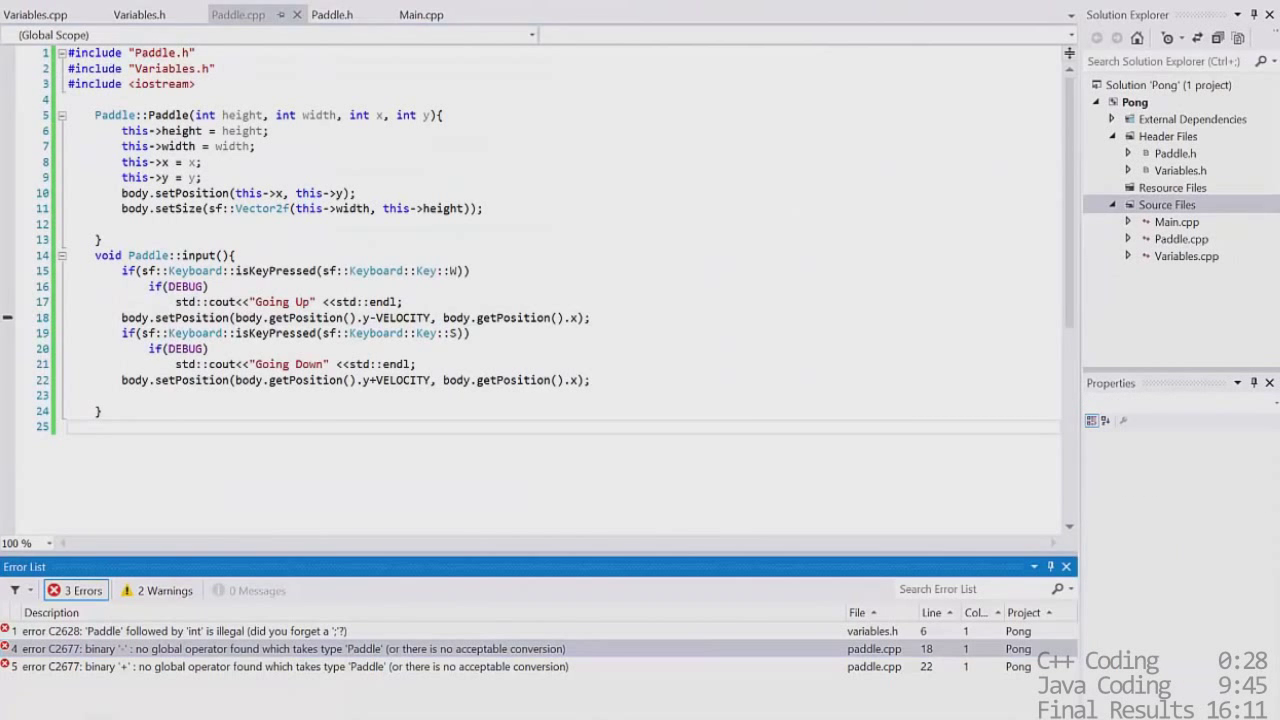 Variables.cpp Variables.h Paddle.cpp Paddle.h Main.cpp
(Global Scope)
1 #include "Paddle.h"
2 #include "Variables.h"
3 #include <iostream>
4
5 Paddle::Paddle(int height, int width, int x, int y){
6 this->height = height;
7 this->width = width;
8 this->x = x;
9 this->y = y;
10 body.setPosition(this->x, this->y);
11 body.setSize(sf::Vector2f(this->width, this->height));
12
13 }
14 void Paddle::input(){
15 if(sf::Keyboard::isKeyPressed(sf::Keyboard::Key::W))
16 if(DEBUG)
17 std::cout<<"Going Up" <<std::endl;
18 body.setPosition(body.getPosition().y-VELOCITY, body.getPosition().x);
19 if(sf::Keyboard::isKeyPressed(sf::Keyboard::Key::S))
20 if(DEBUG)
21 std::cout<<"Going Down" <<std::endl;
22 body.setPosition(body.getPosition().y+VELOCITY, body.getPosition().x);
23
24 }
25
100 %
Solution Explorer
Search Solution Explorer (Ctrl+;)
Solution 'Pong' (1 project)
Pong
External Dependencies
Header Files
Paddle.h
Variables.h
Resource Files
Source Files
Main.cpp
Paddle.cpp
Variables.cpp
Properties
Error List
3 Errors 2 Warnings 0 Messages Search Error List
Description File Line Col... Project
1 error C2628: 'Paddle' followed by 'int' is illegal (did you forget a ';'?) variables.h 6 1 Pong
4 error C2677: binary '-' : no global operator found which takes type 'Paddle' (or there is no acceptable conversion) paddle.cpp 18 1 Pong
5 error C2677: binary '+' : no global operator found which takes type 'Paddle' (or there is no acceptable conversion) paddle.cpp 22 1 Pong
C++ Coding 0:28
Java Coding 9:45
Final Results 16:11